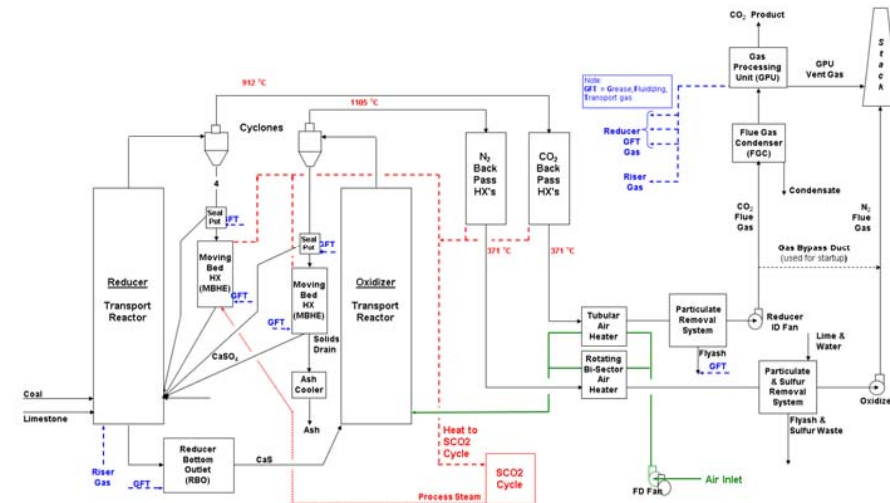 CO2 Product
Stack
Gas
Processing
Unit (GPU)
GPU
Vent Gas
Note:
GFT = Grease,Fluidizing,
Transport gas
912 °C
1105 °C
Cyclones
Reducer
GFT
Gas
Riser
Gas
Flue Gas
Condenser
(FGC)
Condensate
N2
Back
Pass
HX's
CO2
Back
Pass
HX's
4
Seal
Pot
GFT
Seal
Pot
GFT
CO2
Flue
Gas
N2
Flue
Gas
Moving
Bed
HX
(MBHE)
GFT
Reducer
Transport
Reactor
Moving
Bed
HX
(MBHE)
GFT
Oxidizer
Transport
Reactor
371 °C
371 °C
Gas Bypass Duct
(used for startup)
Tubular
Air
Heater
Particulate
Removal
System
Reducer
ID Fan
Solids
Drain
CaSO4
Rotating
Bi-Sector
Air
Heater
Flyash
GFT
Lime &
Water
Particulate
& Sulfur
Removal
System
Oxidize
Ash
Cooler
Ash
Coal
Limestone
Flyash &
Sulfur Waste
Heat to
SCO2
Cycle
Riser
Gas
Reducer
Bottom
Outlet
(RBO)
CaS
GFT
SCO2
Cycle
Process Steam
FD Fan
Air Inlet